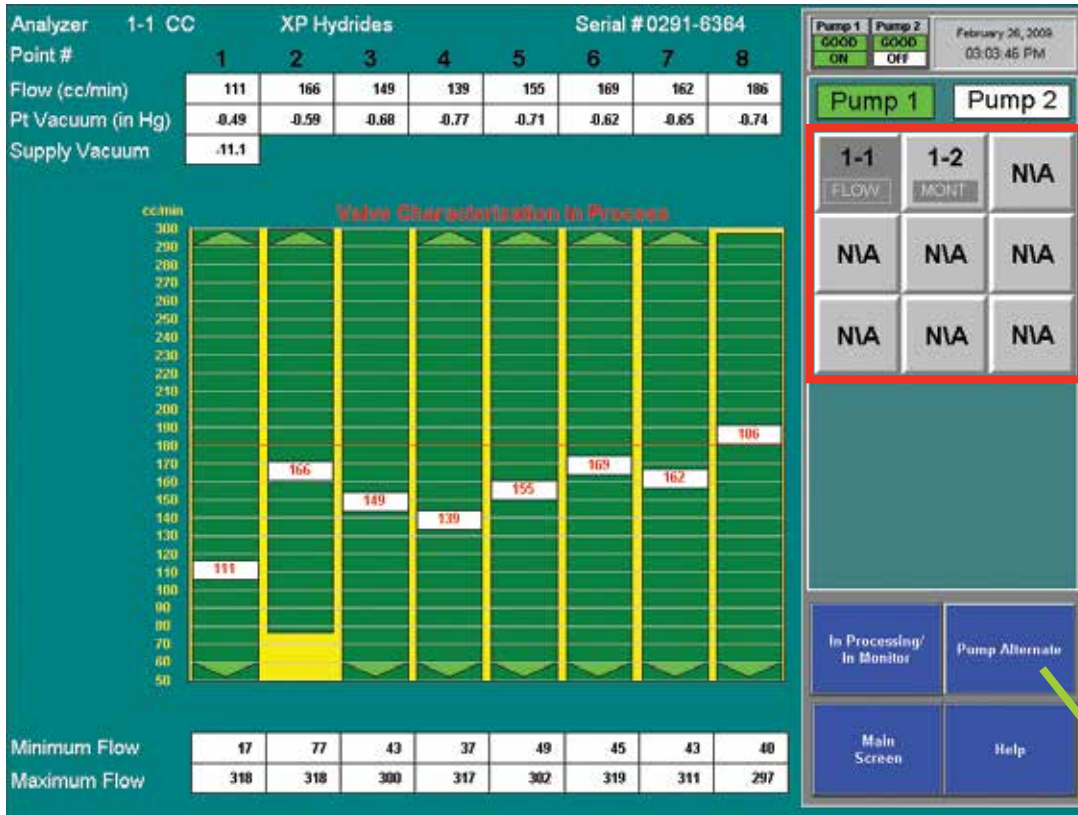 Analyzer 1-1 CC XP Hydrides Serial # 0291-6364
Point # 1 2 3 4 5 6 7 8
Flow (cc/min) 111 166 149 139 155 169 162 186
Pt Vacuum (in Hg) -0.49 -0.59 -0.68 -0.77 -0.71 -0.62 -0.65 -0.74
Supply Vacuum -11.1
cc/min
Valve Characterization In Process
300
290
280
270
260
250
240
230
220
210
200
190
180
170
160
150
140
130
120
110
100
90
80
70
60
50
111 166 149 139 155 169 162 186
Minimum Flow 17 77 43 37 49 45 43 40
Maximum Flow 318 318 300 317 302 319 311 297
Pump 1 Pump 2
GOOD GOOD
ON OFF
February 26, 2009
03:03:46 PM
Pump 1 Pump 2
1-1 1-2 N\A
FLOW MONT
N\A N\A N\A
N\A N\A N\A
In Processing/
In Monitor
Pump Alternate
Main
Screen
Help